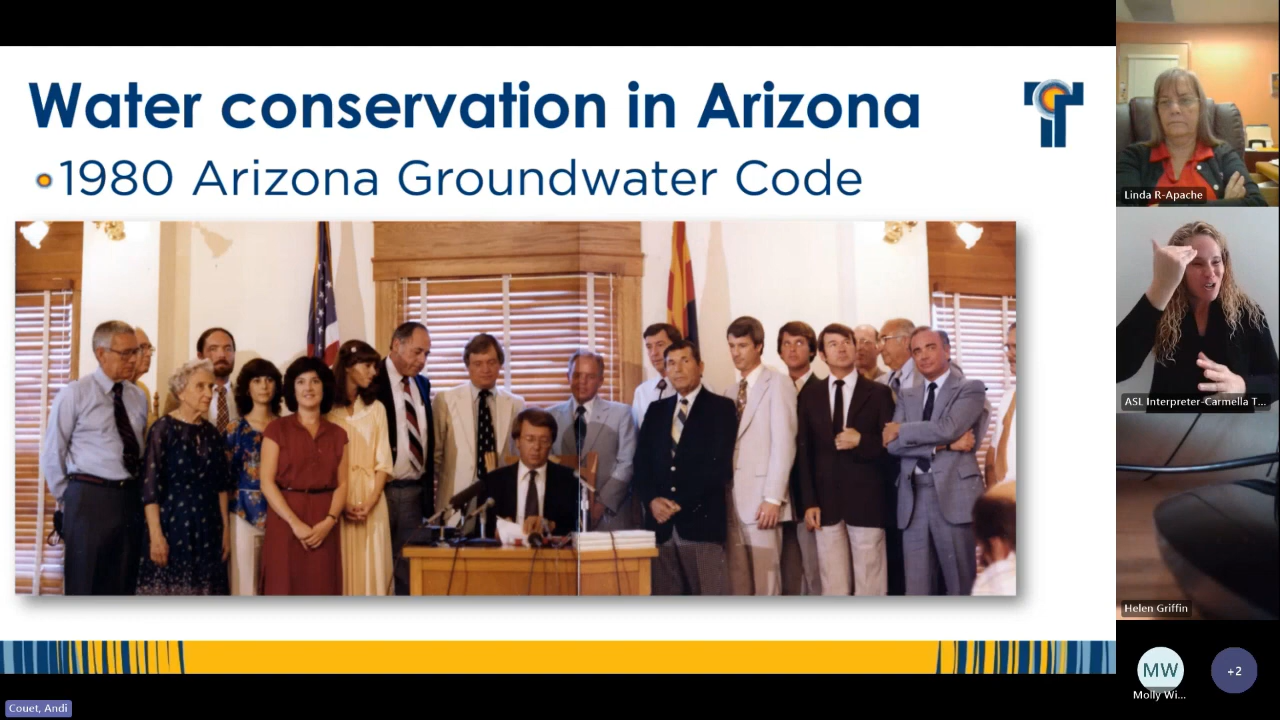 Water conservation in Arizona
1980 Arizona Groundwater Code
Linda R-Apache
ASL Interpreter-Carmella T...
Helen Griffin
MW
+2
Molly Wi...
Couet, Andi